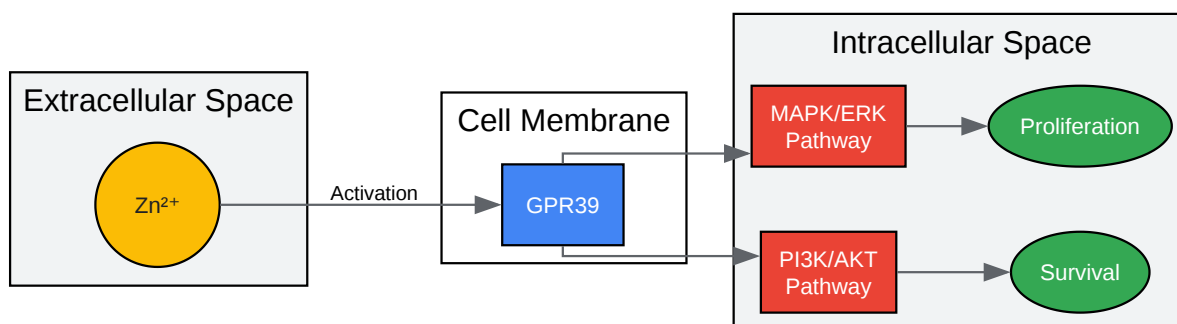 Extracellular Space
Zn²⁺
Activation
Cell Membrane
GPR39
Intracellular Space
MAPK/ERK
Pathway
Proliferation
PI3K/AKT
Pathway
Survival